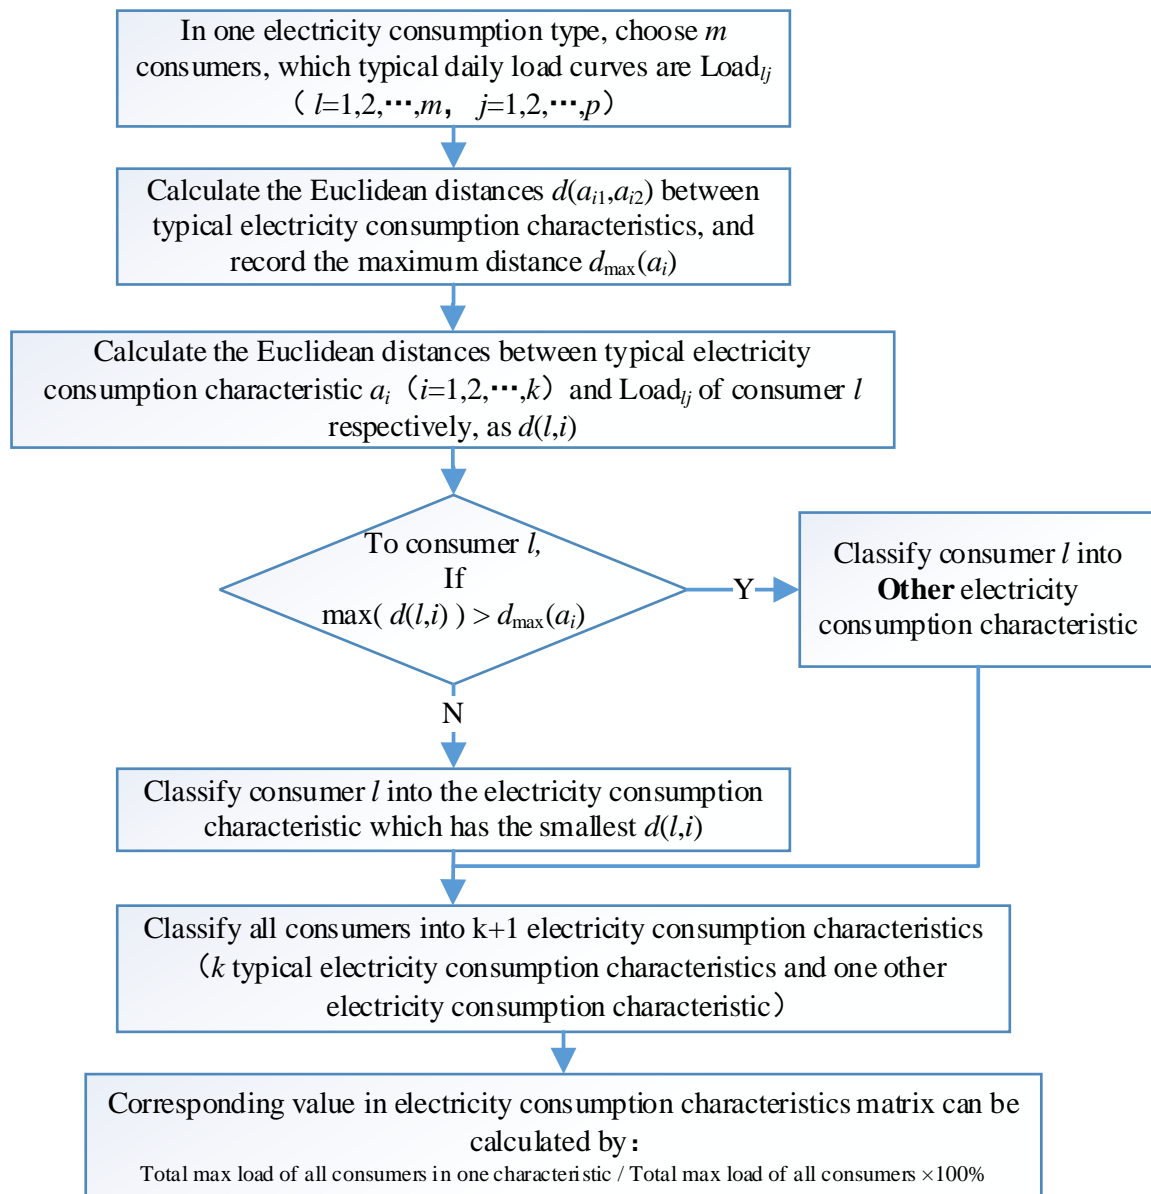 In one electricity consumption type, choose m
consumers, which typical daily load curves are Loadlj
（ l=1,2,⋯,m， j=1,2,⋯,p）
Calculate the Euclidean distances d(ai1,ai2) between
typical electricity consumption characteristics, and
record the maximum distance dmax(ai)
Calculate the Euclidean distances between typical electricity
consumption characteristic ai（i=1,2,⋯,k）and Loadlj of consumer l
respectively, as d(l,i)
To consumer l,
If
max( d(l,i) ) > dmax(ai)
Y
Classify consumer l into
Other electricity
consumption characteristic
N
Classify consumer l into the electricity consumption
characteristic which has the smallest d(l,i)
Classify all consumers into k+1 electricity consumption characteristics
（k typical electricity consumption characteristics and one other
electricity consumption characteristic）
Corresponding value in electricity consumption characteristics matrix can be
calculated by：
Total max load of all consumers in one characteristic / Total max load of all consumers ×100%